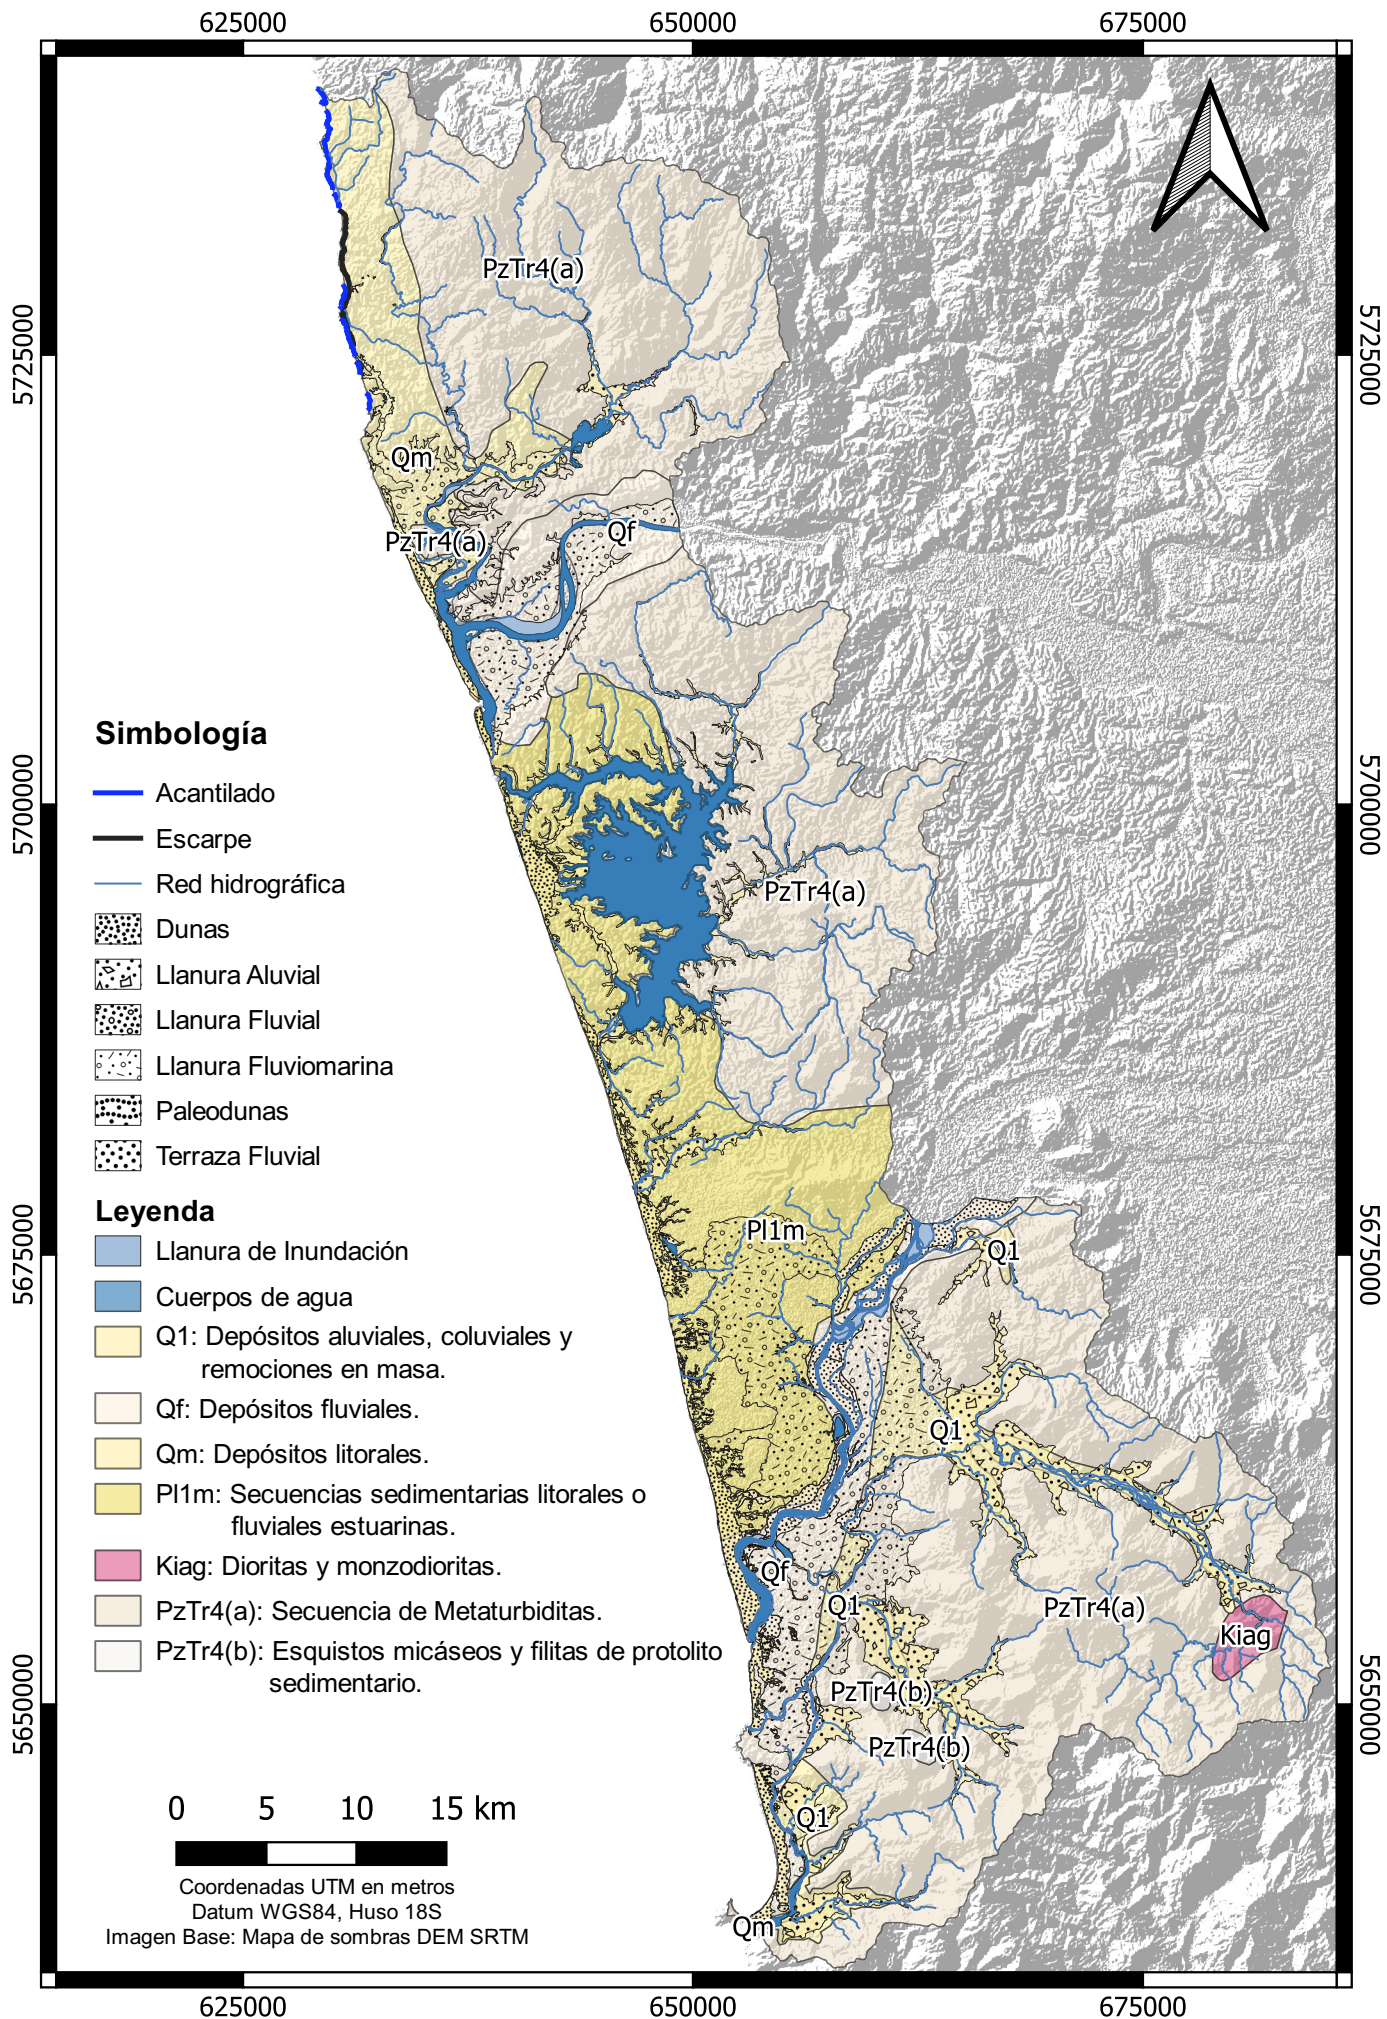 625000 650000 675000
PzTr4(a)
5725000 5725000
Qm
Qf
PzTr4(a)
Simbología
Acantilado
Escarpe
Red hidrográfica
Dunas
Llanura Aluvial
Llanura Fluvial
Llanura Fluviomarina
Paleodunas
Terraza Fluvial
5700000 5700000
PzTr4(a)
Pl1m
Q1
5675000 5675000
Leyenda
Llanura de Inundación
Cuerpos de agua
Q1: Depósitos aluviales, coluviales y
remociones en masa.
Qf: Depósitos fluviales.
Qm: Depósitos litorales.
Pl1m: Secuencias sedimentarias litorales o
fluviales estuarinas.
Kiag: Dioritas y monzodioritas.
PzTr4(a): Secuencia de Metaturbiditas.
PzTr4(b): Esquistos micáseos y filitas de protolito
sedimentario.
Q1
Qf
Q1
PzTr4(a)
Kiag
PzTr4(b)
PzTr4(b)
5650000 5650000
Q1
Qm
0 5 10 15 km
Coordenadas UTM en metros
Datum WGS84, Huso 18S
Imagen Base: Mapa de sombras DEM SRTM
625000 650000 675000